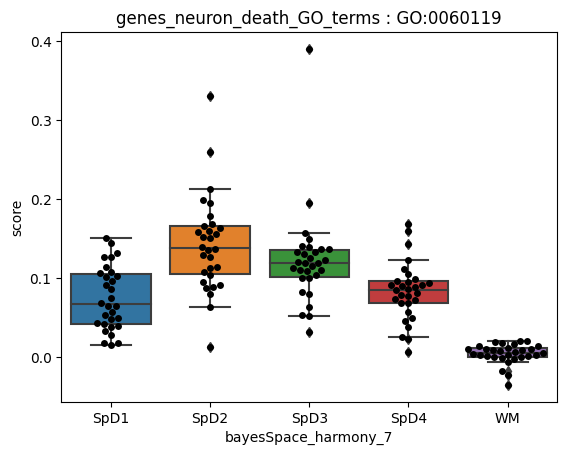 genes_neuron_death_GO_terms : GO:0060119
0.4
0.3
0.2
0.1
0.0
score
SpD1 SpD2 SpD3 SpD4 WM
bayesSpace_harmony_7